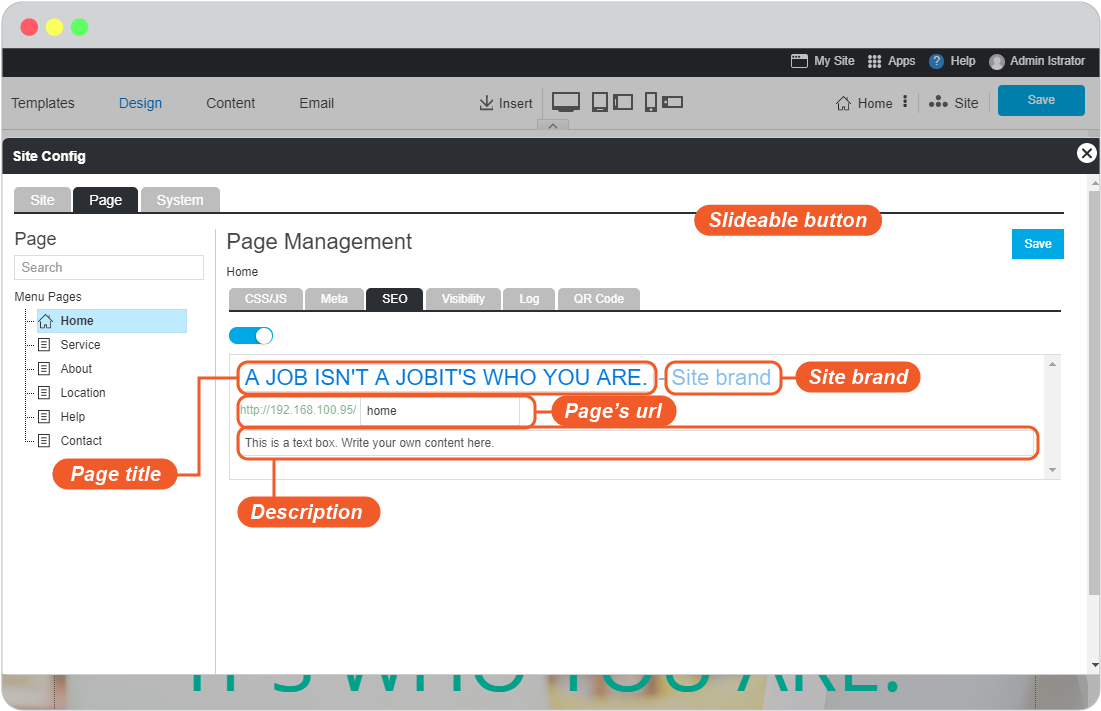 My Site Apps ? Help Admin Istrator
Templates Design Content Email Insert Home Site Save
Site Config
Site Page System
Slideable button
Page
Page Management
Save
Search
Home
Menu Pages
CSS/JS Meta SEO Visibility Log QR Code
Home
Service
About
Location
Help
Contact
A JOB ISN'T A JOBIT'S WHO YOU ARE. - Site brand
Site brand
http://192.168.100.95/ home
Page's url
This is a text box. Write your own content here.
Page title
Description
IT'S WHO YOU ARE.